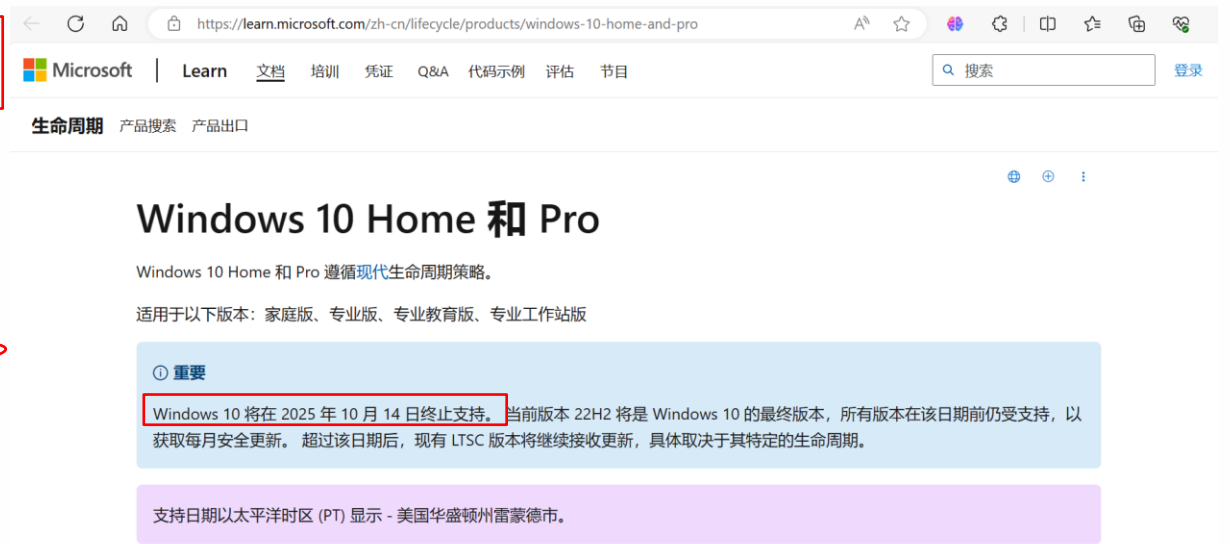 https://learn.microsoft.com/zh-cn/lifecycle/products/windows-10-home-and-pro
Microsoft Learn 文档 培训 凭证 Q&A 代码示例 评估 节目 搜索 登录
生命周期 产品搜索 产品出口
Windows 10 Home 和 Pro
Windows 10 Home 和 Pro 遵循现代生命周期策略。
适用于以下版本：家庭版、专业版、专业教育版、专业工作站版
重要
Windows 10 将在 2025 年 10 月 14 日终止支持。 当前版本 22H2 将是 Windows 10 的最终版本，所有版本在该日期前仍受支持，以
获取每月安全更新。 超过该日期后，现有 LTSC 版本将继续接收更新，具体取决于其特定的生命周期。
支持日期以太平洋时区 (PT) 显示 - 美国华盛顿州雷蒙德市。